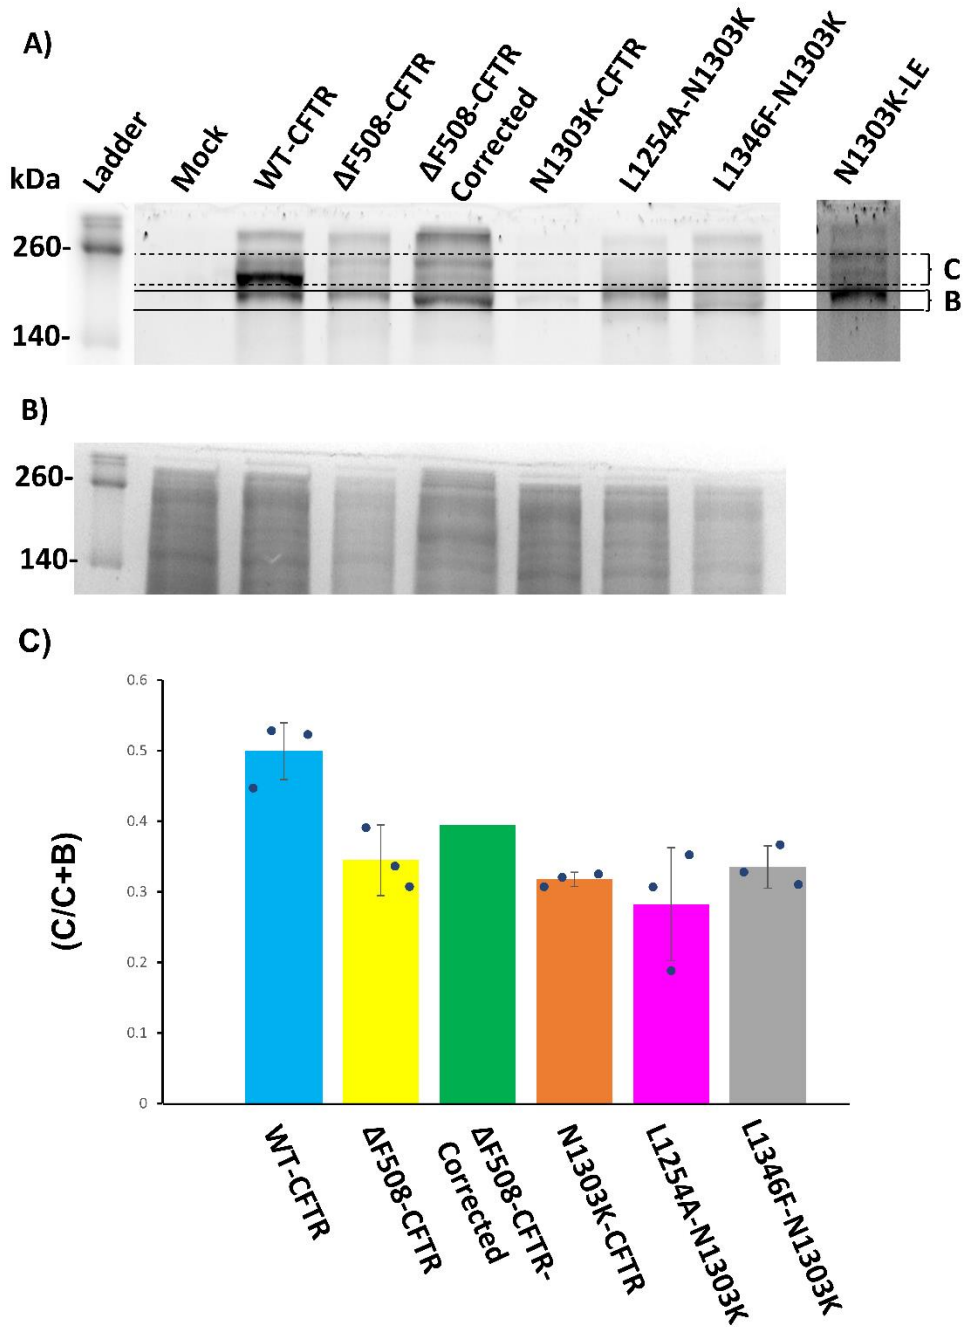 A)
kDa
Ladder
Mock
WT-CFTR
ΔF508-CFTR
ΔF508-CFTR
Corrected
N1303K-CFTR
L1254A-N1303K
L1346F-N1303K
N1303K-LE
260-
140-
C
B
B)
260-
140-
C)
(C/C+B)
0.6
0.5
0.4
0.3
0.2
0.1
0
WT-CFTR
ΔF508-CFTR
ΔF508-CFTR-
Corrected
N1303K-CFTR
L1254A-N1303K
L1346F-N1303K